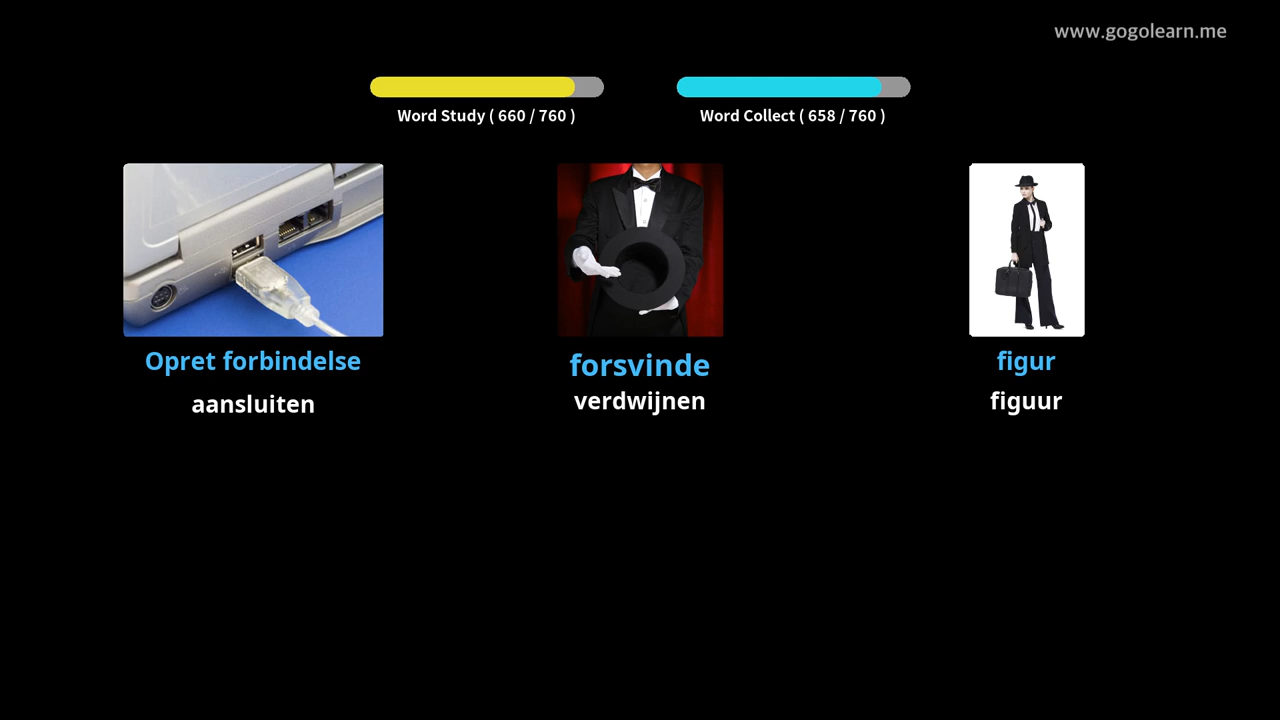 www.gogolearn.me
Word Study ( 660 / 760 )
Word Collect ( 658 / 760 )
Opret forbindelse
aansluiten
forsvinde
verdwijnen
figur
figuur